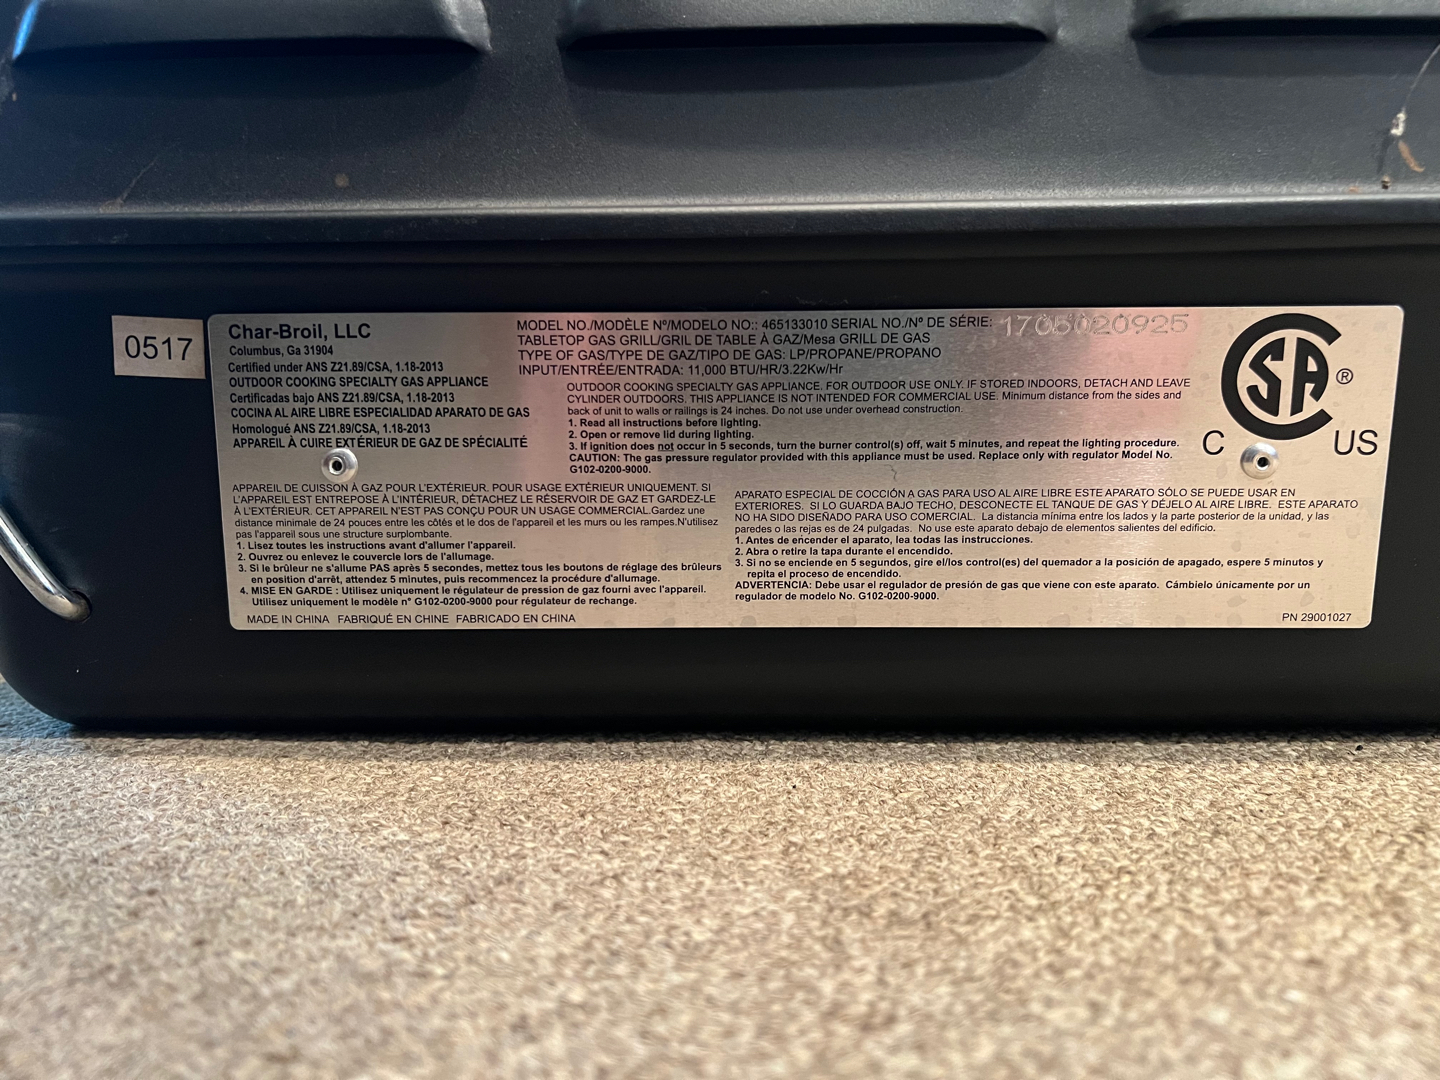 0517
Char-Broil, LLC
Columbus, Ga 31904
Certified under ANS Z21.89/CSA, 1.18-2013
OUTDOOR COOKING SPECIALTY GAS APPLIANCE
Certificadas bajo ANS Z21.89/CSA, 1.18-2013
COCINA AL AIRE LIBRE ESPECIALIDAD APARATO DE GAS
Homologué ANS Z21.89/CSA, 1.18-2013
APPAREIL À CUIRE EXTÉRIEUR DE GAZ DE SPÉCIALITÉ
MODEL NO./MODÈLE Nº/MODELO NO:: 465133010 SERIAL NO./Nº DE SÉRIE: 1705020925
TABLETOP GAS GRILL/GRIL DE TABLE À GAZ/Mesa GRILL DE GAS
TYPE OF GAS/TYPE DE GAZ/TIPO DE GAS: LP/PROPANE/PROPANO
INPUT/ENTRÉE/ENTRADA: 11,000 BTU/HR/3.22Kw/Hr
OUTDOOR COOKING SPECIALTY GAS APPLIANCE. FOR OUTDOOR USE ONLY. IF STORED INDOORS, DETACH AND LEAVE
CYLINDER OUTDOORS. THIS APPLIANCE IS NOT INTENDED FOR COMMERCIAL USE. Minimum distance from the sides and
back of unit to walls or railings is 24 inches. Do not use under overhead construction.
1. Read all instructions before lighting.
2. Open or remove lid during lighting.
3. If ignition does not occur in 5 seconds, turn the burner control(s) off, wait 5 minutes, and repeat the lighting procedure.
CAUTION: The gas pressure regulator provided with this appliance must be used. Replace only with regulator Model No.
G102-0200-9000.
CSA ®
C US
APPAREIL DE CUISSON À GAZ POUR L'EXTÉRIEUR. POUR USAGE EXTÉRIEUR UNIQUEMENT. SI
L'APPAREIL EST ENTREPOSE À L'INTÉRIEUR, DÉTACHEZ LE RÉSERVOIR DE GAZ ET GARDEZ-LE
À L'EXTÉRIEUR. CET APPAREIL N'EST PAS CONÇU POUR UN USAGE COMMERCIAL.Gardez une
distance minimale de 24 pouces entre les côtés et le dos de l'appareil et les murs ou les rampes.N'utilisez
pas l'appareil sous une structure surplombante.
1. Lisez toutes les instructions avant d'allumer l'appareil.
2. Ouvrez ou enlevez le couvercle lors de l'allumage.
3. Si le brûleur ne s'allume PAS après 5 secondes, mettez tous les boutons de réglage des brûleurs
en position d'arrêt, attendez 5 minutes, puis recommencez la procédure d'allumage.
4. MISE EN GARDE : Utilisez uniquement le régulateur de pression de gaz fourni avec l'appareil.
Utilisez uniquement le modèle n° G102-0200-9000 pour régulateur de rechange.
MADE IN CHINA FABRIQUÉ EN CHINE FABRICADO EN CHINA
APARATO ESPECIAL DE COCCIÓN A GAS PARA USO AL AIRE LIBRE ESTE APARATO SÓLO SE PUEDE USAR EN
EXTERIORES. SI LO GUARDA BAJO TECHO, DESCONECTE EL TANQUE DE GAS Y DÉJELO AL AIRE LIBRE. ESTE APARATO
NO HA SIDO DISEÑADO PARA USO COMERCIAL. La distancia mínima entre los lados y la parte posterior de la unidad, y las
paredes o las rejas es de 24 pulgadas. No use este aparato debajo de elementos salientes del edificio.
1. Antes de encender el aparato, lea todas las instrucciones.
2. Abra o retire la tapa durante el encendido.
3. Si no se enciende en 5 segundos, gire el/los control(es) del quemador a la posición de apagado, espere 5 minutos y
repita el proceso de encendido.
ADVERTENCIA: Debe usar el regulador de presión de gas que viene con este aparato. Cámbielo únicamente por un
regulador de modelo No. G102-0200-9000.
PN 29001027